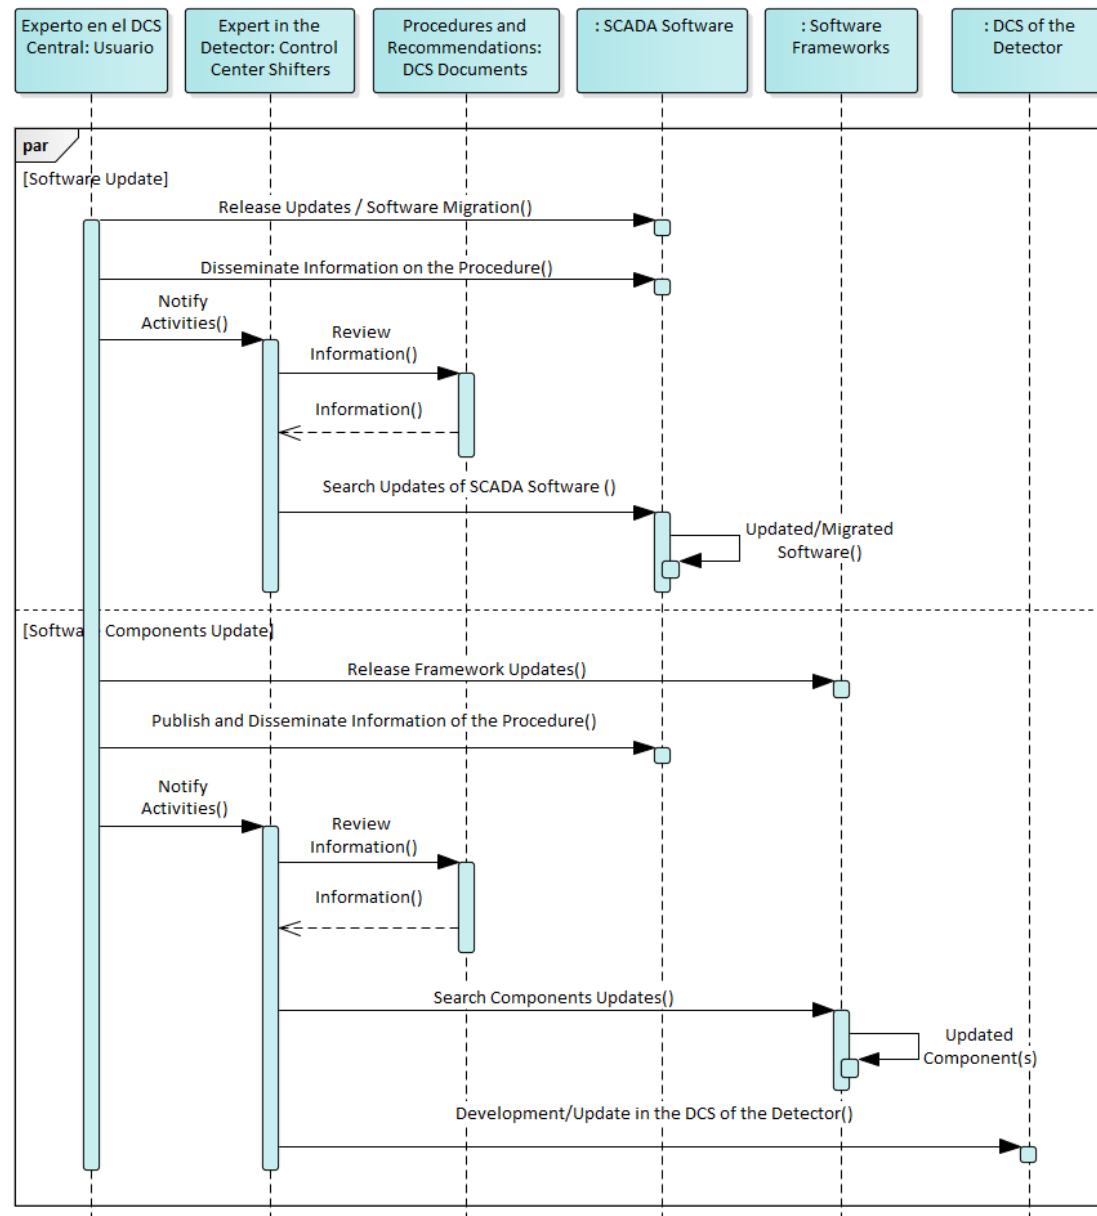 Experto en el DCS
Central: Usuario
Expert in the
Detector: Control
Center Shifters
Procedures and
Recommendations:
DCS Documents
: SCADA Software
: Software
Frameworks
: DCS of the
Detector
par
[Software Update]
Release Updates / Software Migration()
Disseminate Information on the Procedure()
Notify
Activities()
Review
Information()
Information()
Search Updates of SCADA Software ()
Updated/Migrated
Software()
[Software Components Update]
Release Framework Updates()
Publish and Disseminate Information of the Procedure()
Notify
Activities()
Review
Information()
Information()
Search Components Updates()
Updated
Component(s)
Development/Update in the DCS of the Detector()